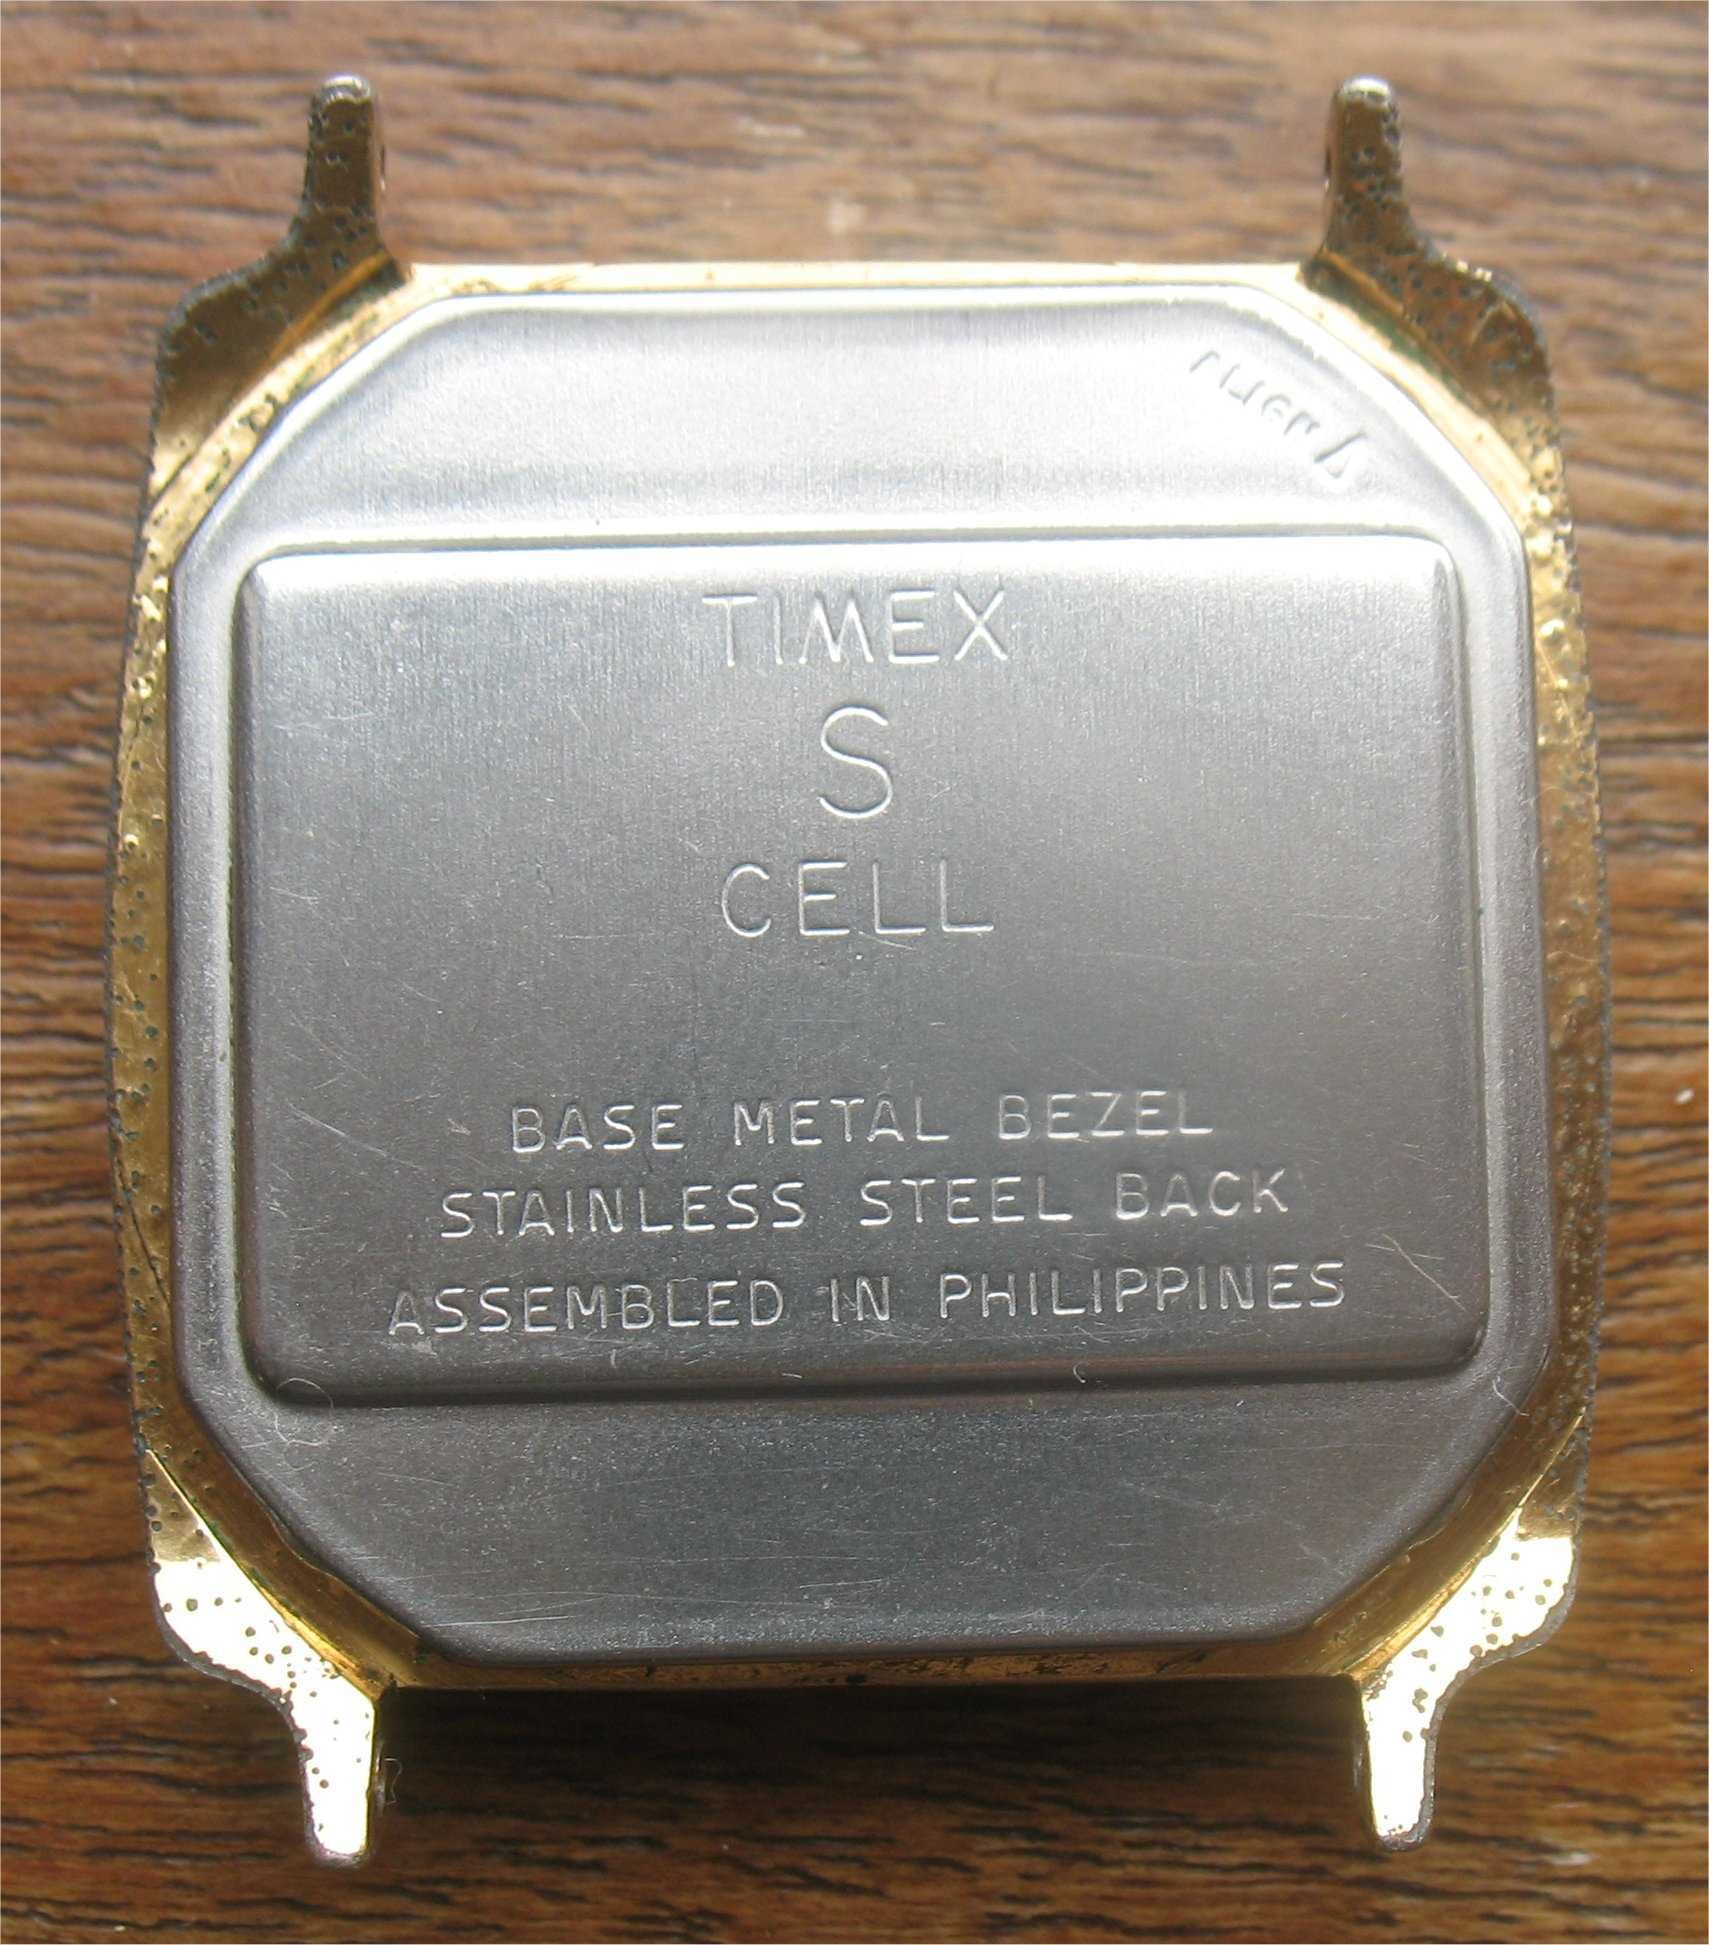 TIMEX
S
CELL
BASE METAL BEZEL
STAINLESS STEEL BACK
ASSEMBLED IN PHILIPPINES